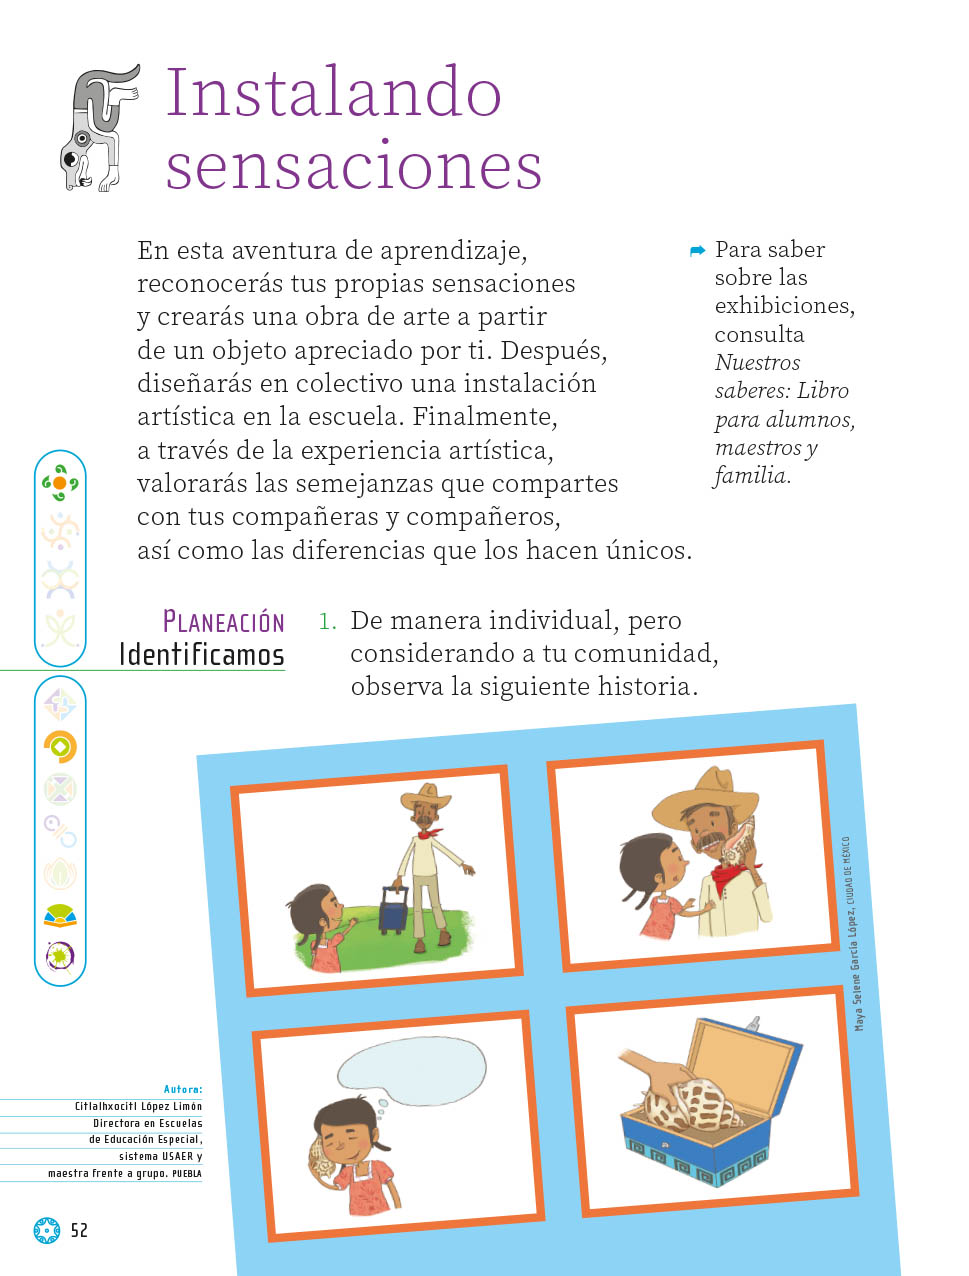 Instalando
sensaciones
En esta aventura de aprendizaje,
reconocerás tus propias sensaciones
y crearás una obra de arte a partir
de un objeto apreciado por ti. Después,
diseñarás en colectivo una instalación
artística en la escuela. Finalmente,
a través de la experiencia artística,
valorarás las semejanzas que compartes
con tus compañeras y compañeros,
así como las diferencias que los hacen únicos.
Para saber
sobre las
exhibiciones,
consulta
Nuestros
saberes: Libro
para alumnos,
maestros y
familia.
PLANEACIÓN
Identificamos
1. De manera individual, pero
considerando a tu comunidad,
observa la siguiente historia.
Maya Selene García López, CIUDAD DE MÉXICO
Autora:
Citlalhxocitl López Limón
Directora en Escuelas
de Educación Especial,
sistema USAER y
maestra frente a grupo. PUEBLA
52